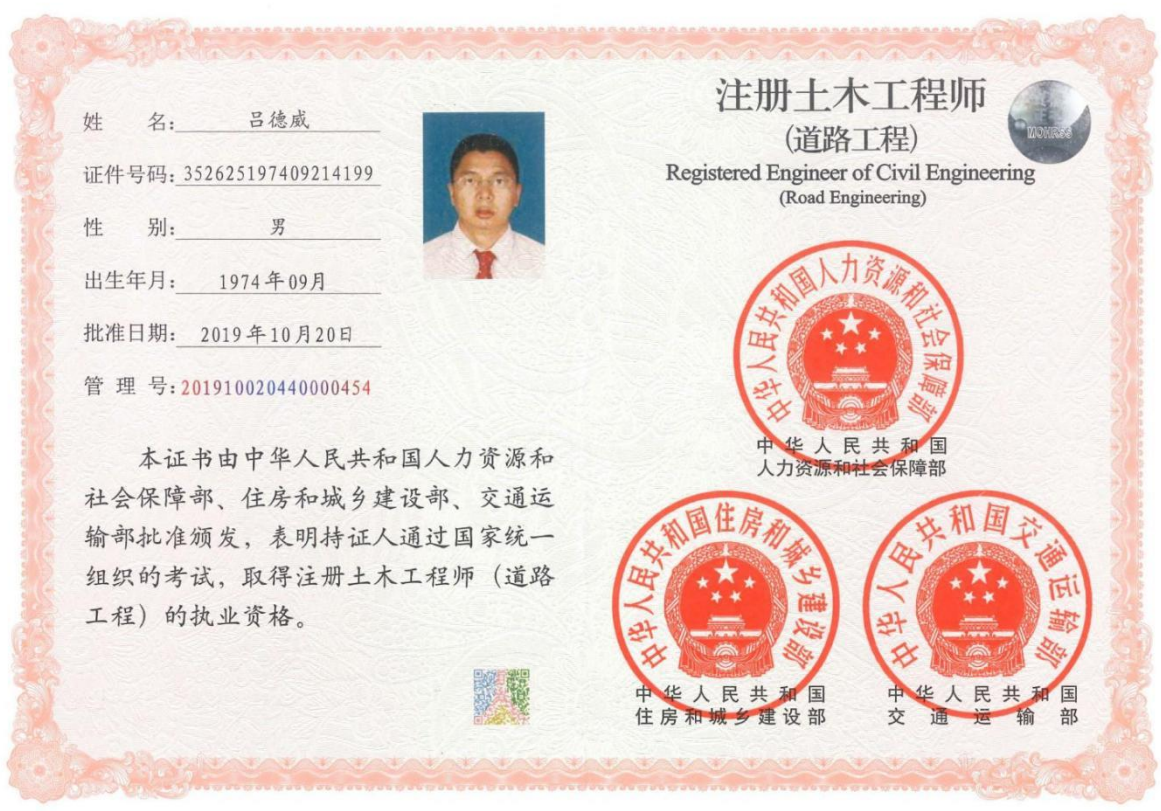 姓 名: 吕德威
证件号码: 352625197409214199
性 别: 男
出生年月: 1974年09月
批准日期: 2019年10月20日
管 理 号: 201910020440000454
本证书由中华人民共和国人力资源和
社会保障部、住房和城乡建设部、交通运
输部批准颁发，表明持证人通过国家统一
组织的考试，取得注册土木工程师（道路
工程）的执业资格。
注册土木工程师
(道路工程)
Registered Engineer of Civil Engineering
(Road Engineering)
MOHRSS
中华人民共和国人力资源和社会保障部
中华人民共和国
人力资源和社会保障部
中华人民共和国住房和城乡建设部
中华人民共和国
住房和城乡建设部
中华人民共和国交通运输部
中华人民共和国
交通运输部